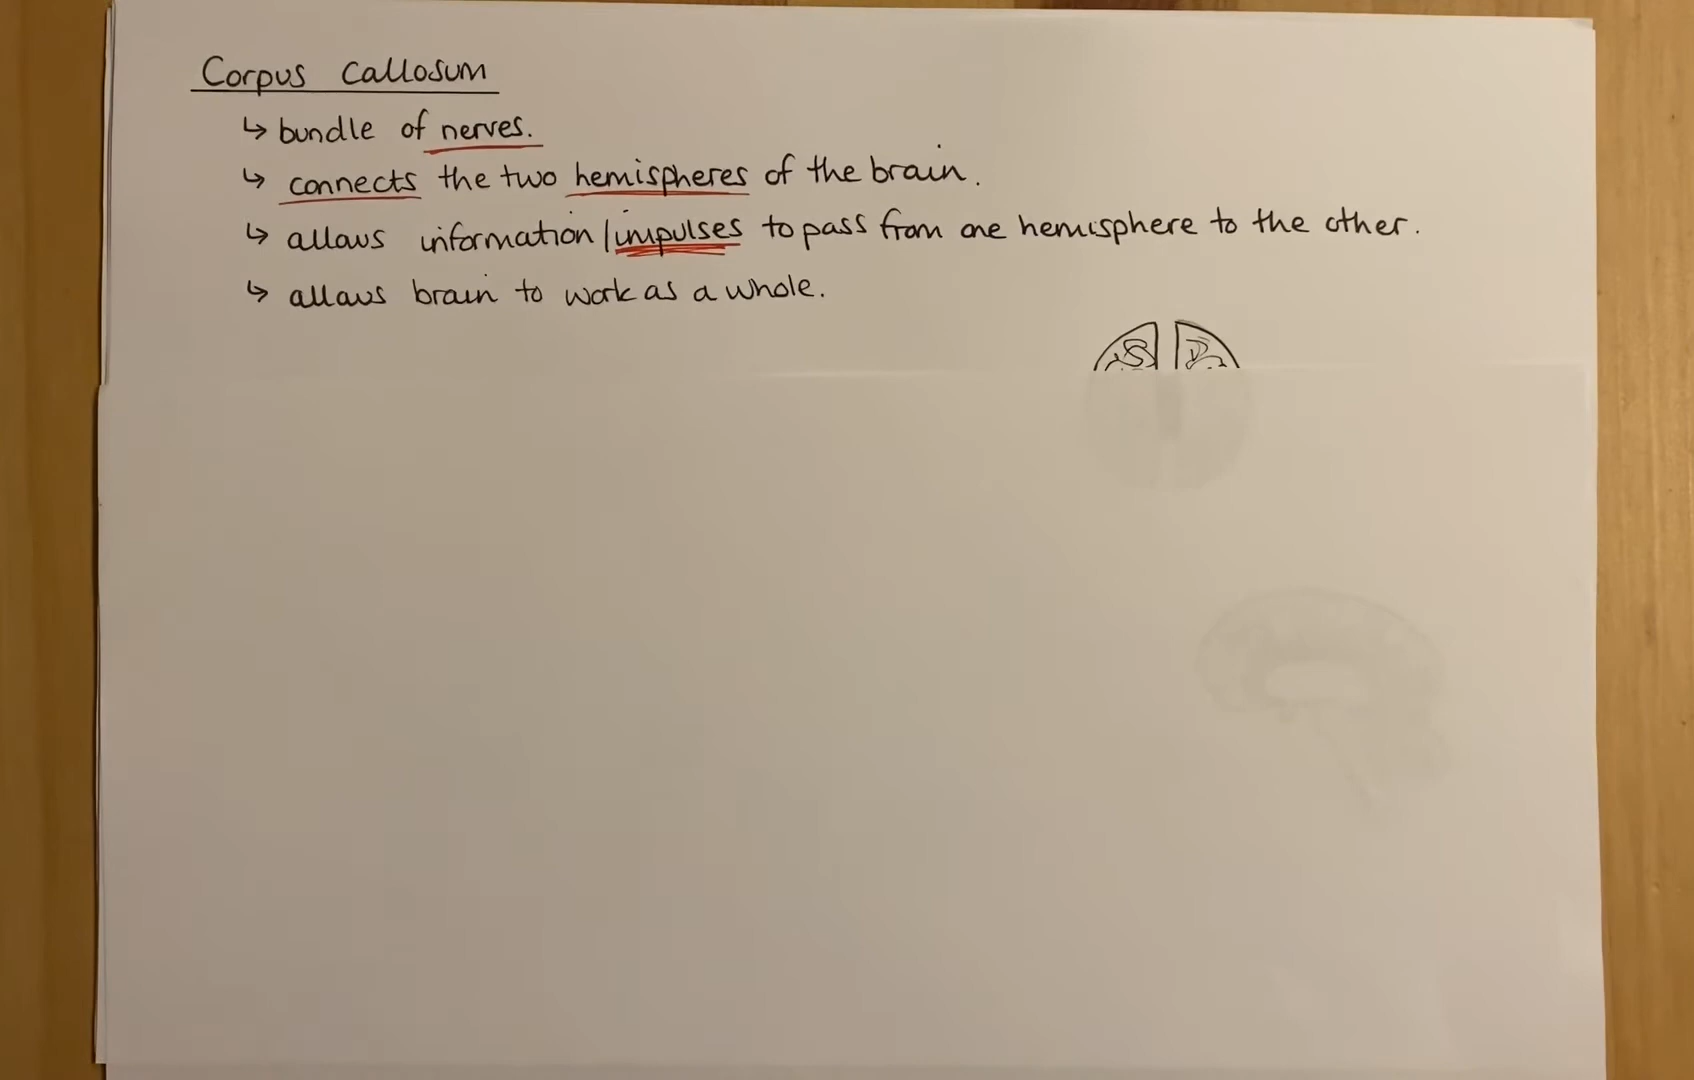 Corpus Callosum
↳ bundle of nerves.
↳ connects the two hemispheres of the brain.
↳ allows information/impulses to pass from one hemisphere to the other.
↳ allows brain to work as a whole.